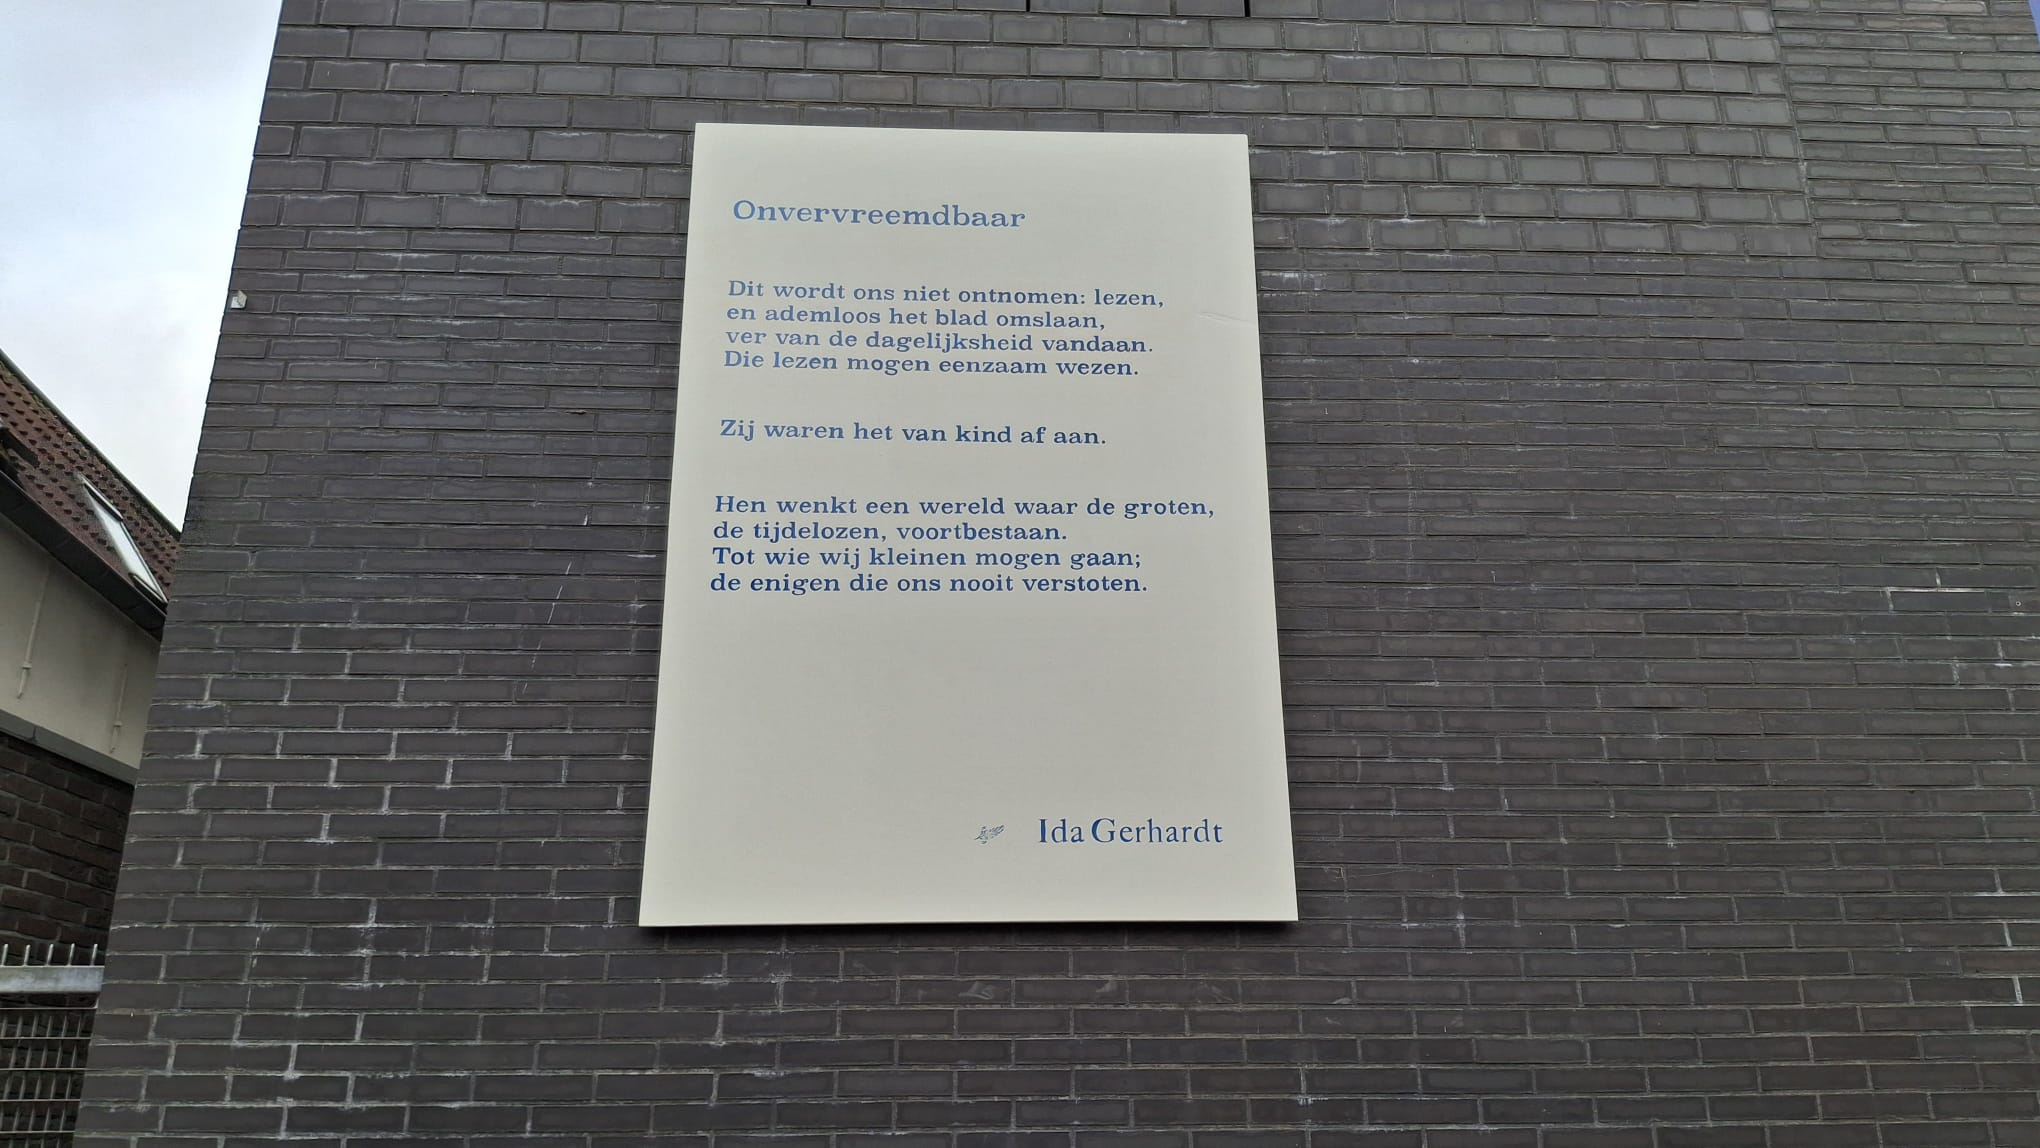 Onvervreemdbaar
Dit wordt ons niet ontnomen: lezen,
en ademloos het blad omslaan,
ver van de dagelijksheid vandaan.
Die lezen mogen eenzaam wezen.
Zij waren het van kind af aan.
Hen wenkt een wereld waar de groten,
de tijdelozen, voortbestaan.
Tot wie wij kleinen mogen gaan;
de enigen die ons nooit verstoten.
Ida Gerhardt